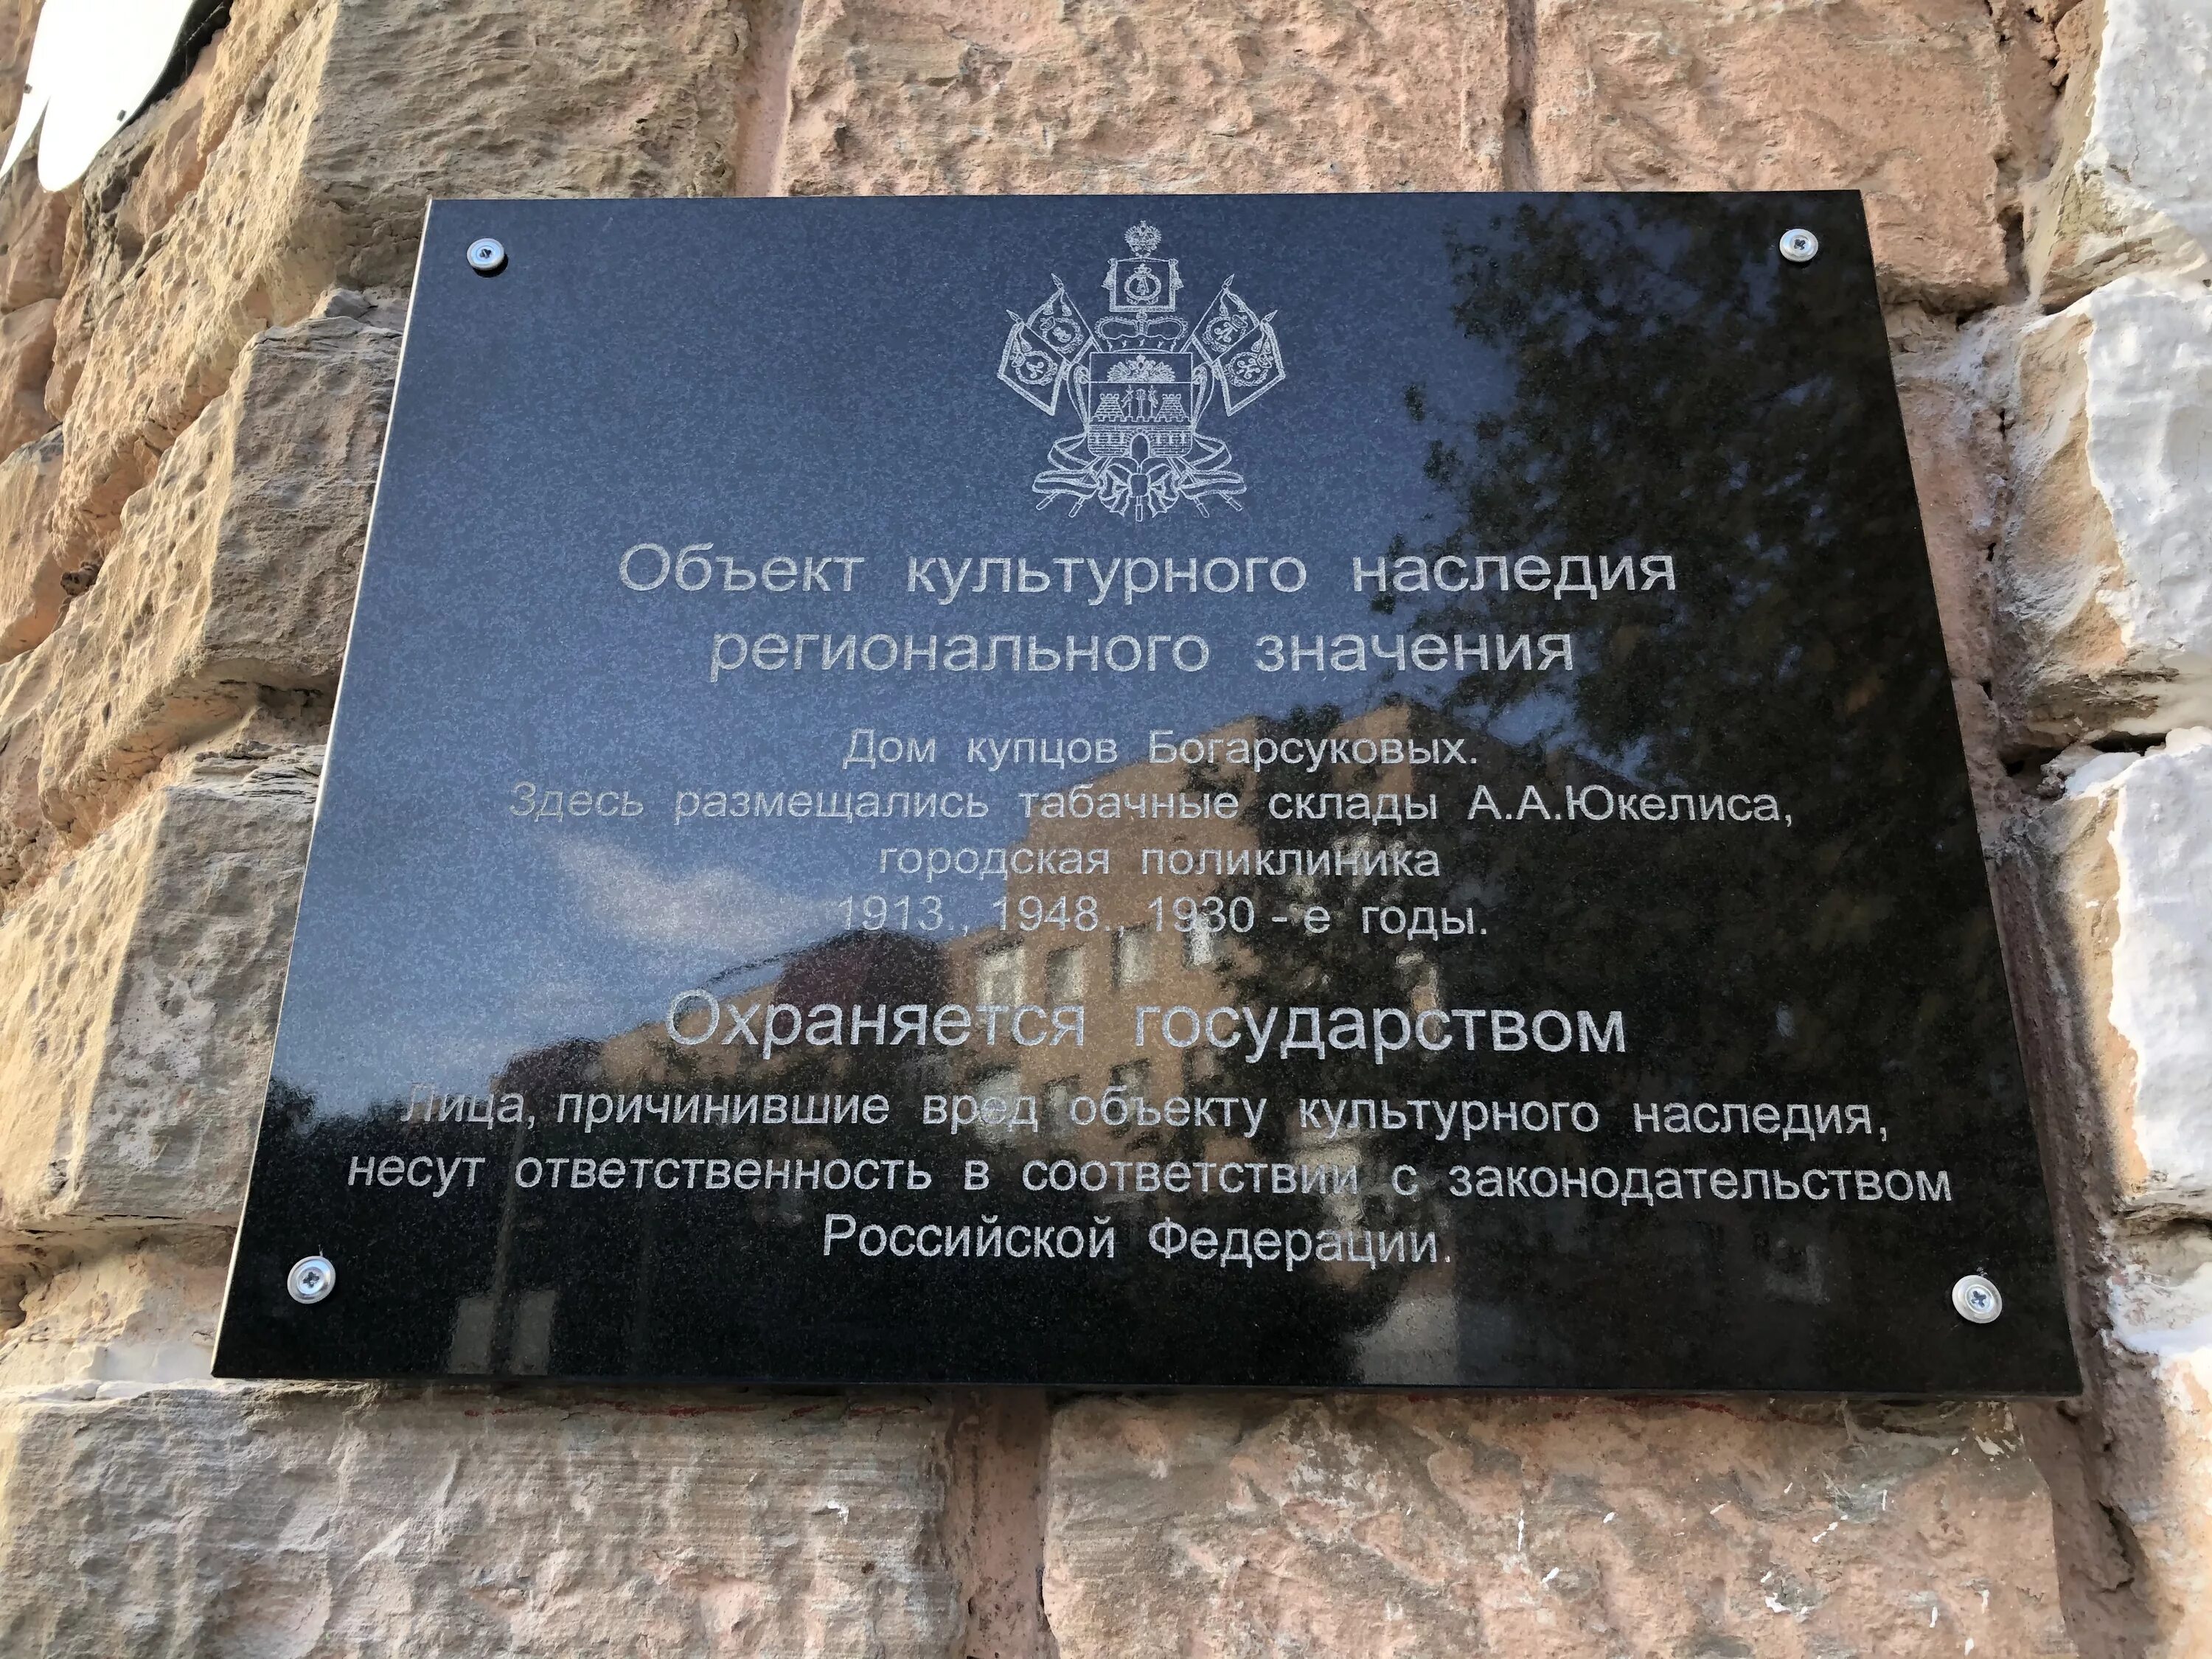 Объект культурного наследия
регионального значения
Дом купцов Богарсуковых.
Здесь размещались табачные склады А.А.Юкелиса,
городская поликлиника
1913., 1948., 1930 - е годы.
Охраняется государством
Лица, причинившие вред объекту культурного наследия,
несут ответственность в соответствии с законодательством
Российской Федерации.